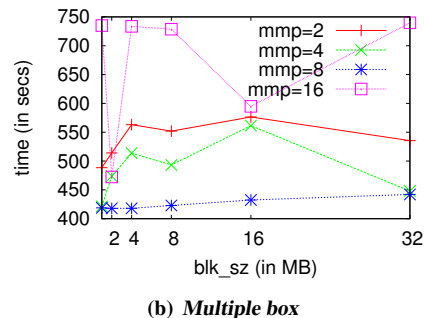 750
700
650
600
550
500
450
400
time (in secs)
mmp=2
mmp=4
mmp=8
mmp=16
2 4 8 16 32
blk_sz (in MB)
(b) Multiple box